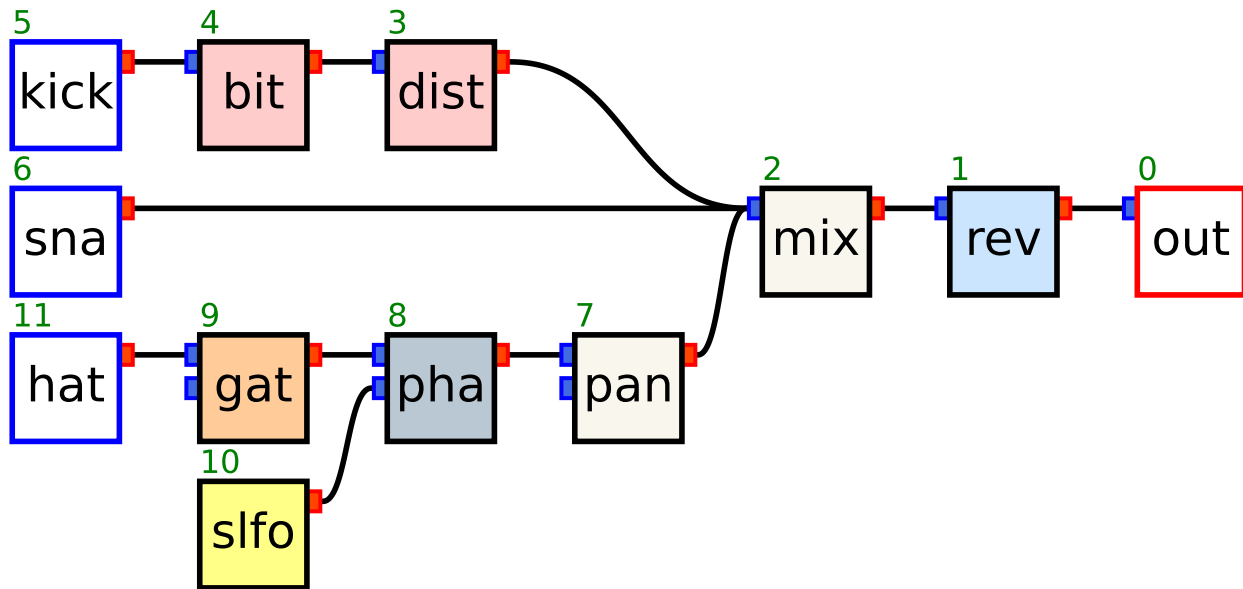 5 4 3
kick bit dist
6 2 1 0
sna mix rev out
11 9 8 7
hat gat pha pan
10
slfo